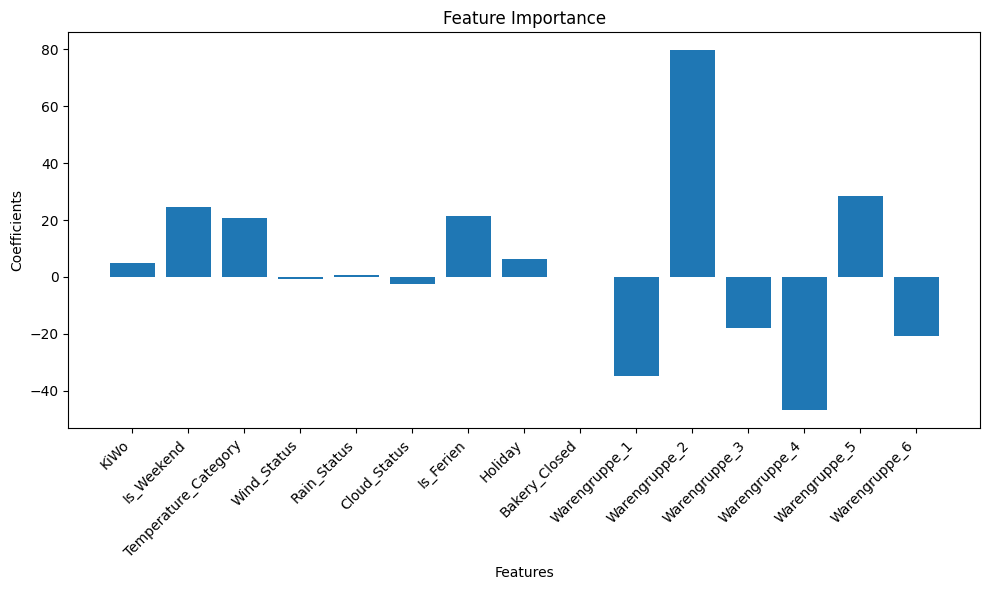 Feature Importance
Coefficients
80
60
40
20
0
−20
−40
KiWo
Is_Weekend
Temperature_Category
Wind_Status
Rain_Status
Cloud_Status
Is_Ferien
Holiday
Bakery_Closed
Warengruppe_1
Warengruppe_2
Warengruppe_3
Warengruppe_4
Warengruppe_5
Warengruppe_6
Features